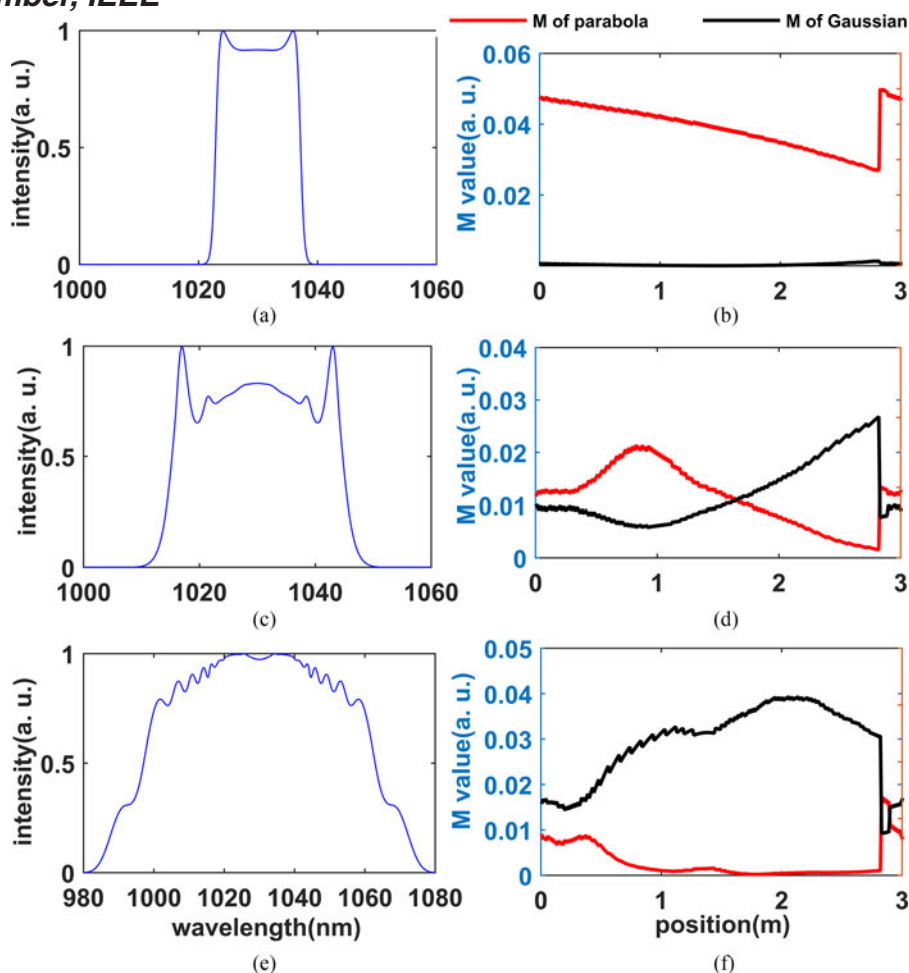 mber, IEEE
M of parabola M of Gaussian
intensity(a. u.)
1
0.5
0
1000 1020 1040 1060
(a)
M value(a. u.)
0.06
0.04
0.02
0 1 2 3
(b)
intensity(a. u.)
1
0.5
0
1000 1020 1040 1060
(c)
M value(a. u.)
0.04
0.03
0.02
0.01
0
0 1 2 3
(d)
intensity(a. u.)
1
0.5
0
980 1000 1020 1040 1060 1080
wavelength(nm)
(e)
M value(a. u.)
0.05
0.04
0.03
0.02
0.01
0
0 1 2 3
position(m)
(f)